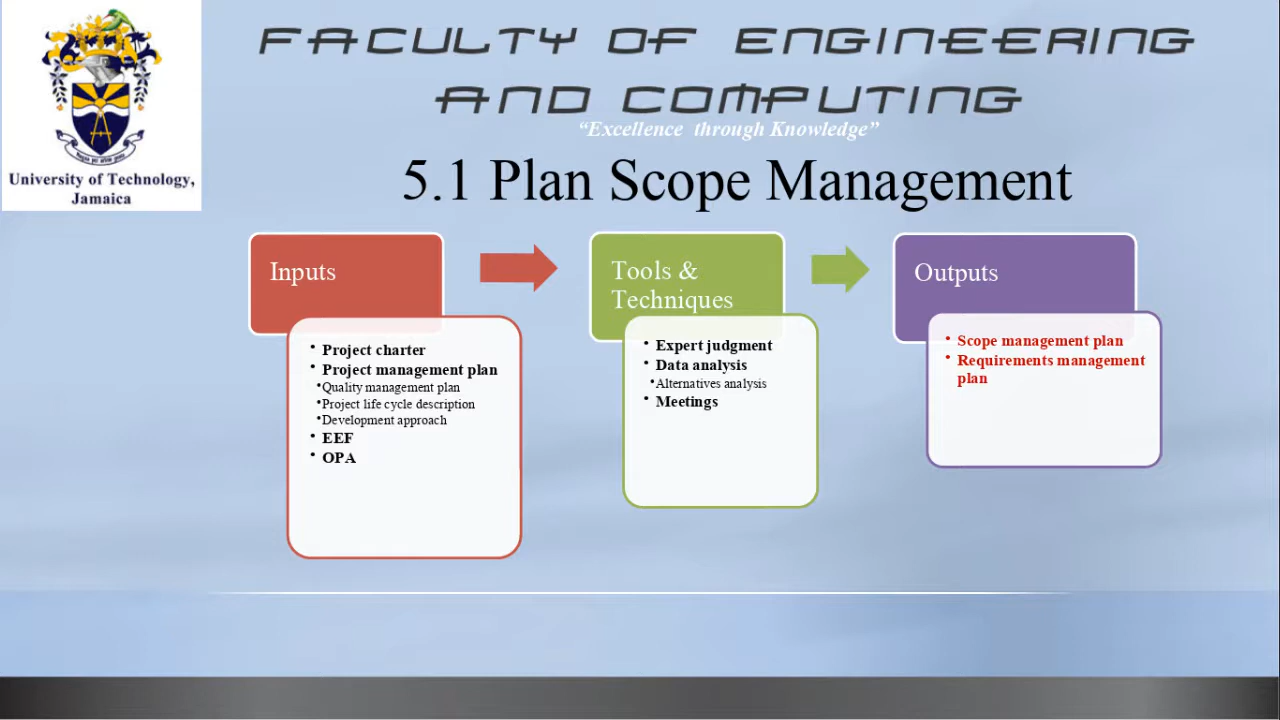 FACULTY OF ENGINEERING
AND COMPUTING
“Excellence through Knowledge”
University of Technology,
Jamaica
5.1 Plan Scope Management
Inputs
• Project charter
• Project management plan
•Quality management plan
•Project life cycle description
•Development approach
• EEF
• OPA
Tools &
Techniques
• Expert judgment
• Data analysis
•Alternatives analysis
• Meetings
Outputs
• Scope management plan
• Requirements management
plan